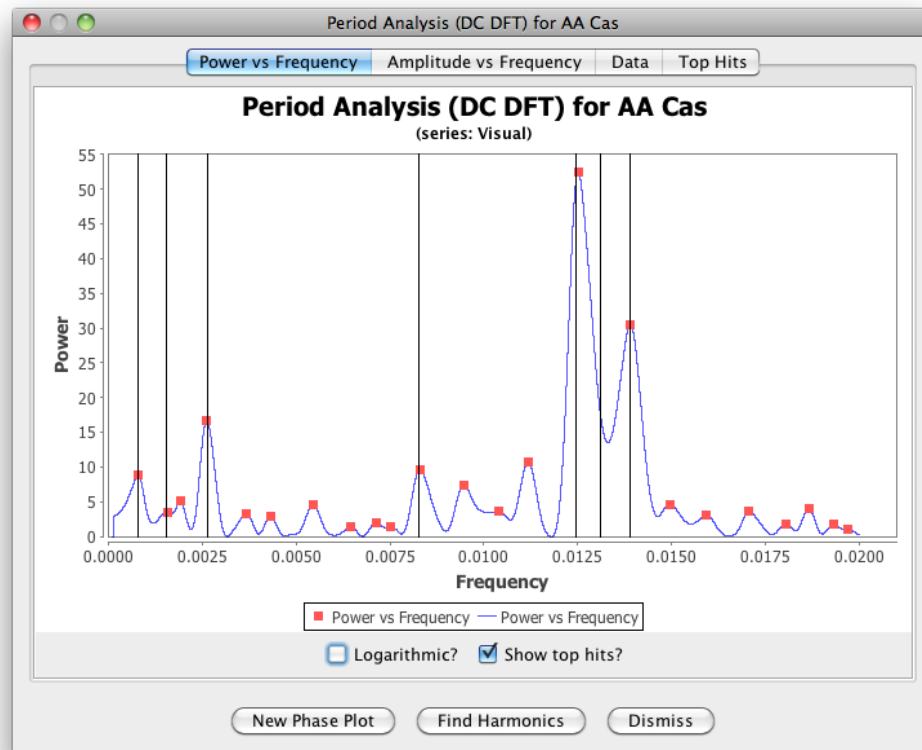 Period Analysis (DC DFT) for AA Cas
Power vs Frequency Amplitude vs Frequency Data Top Hits
Period Analysis (DC DFT) for AA Cas
(series: Visual)
55
50
45
40
35
30
25
20
15
10
5
0
Power
0.0000 0.0025 0.0050 0.0075 0.0100 0.0125 0.0150 0.0175 0.0200
Frequency
Power vs Frequency Power vs Frequency
Logarithmic? Show top hits?
New Phase Plot Find Harmonics Dismiss